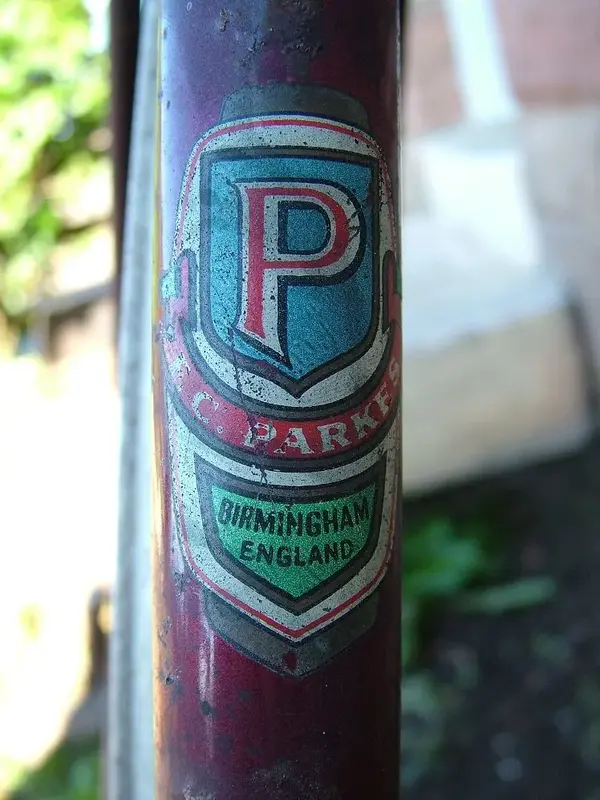 P
C. PARKES
BIRMINGHAM
ENGLAND